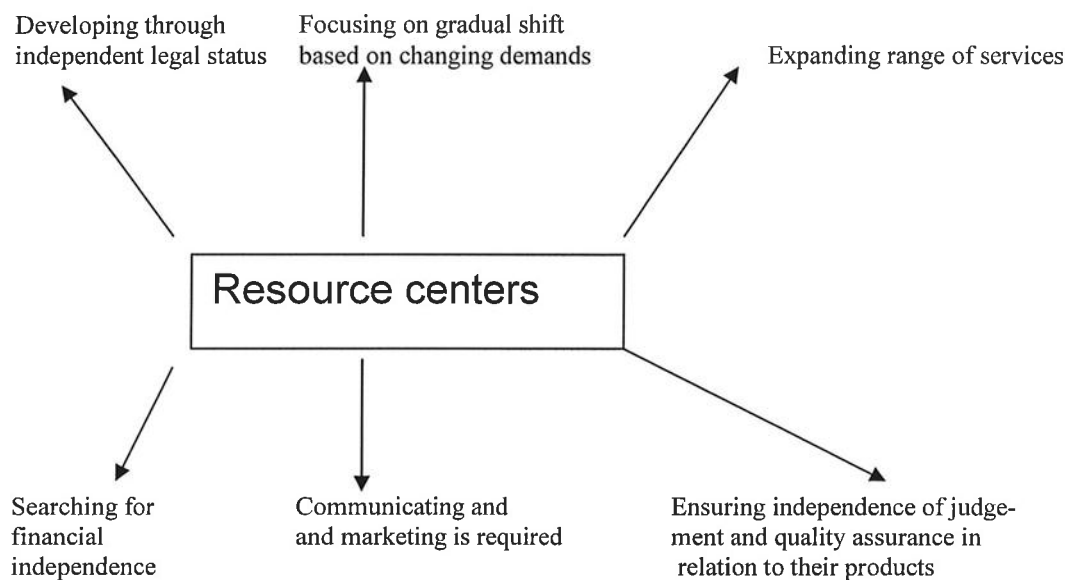 Developing through
independent legal status
Focusing on gradual shift
based on changing demands
Expanding range of services
Resource centers
Searching for
financial
independence
Communicating and
and marketing is required
Ensuring independence of judge-
ment and quality assurance in
relation to their products